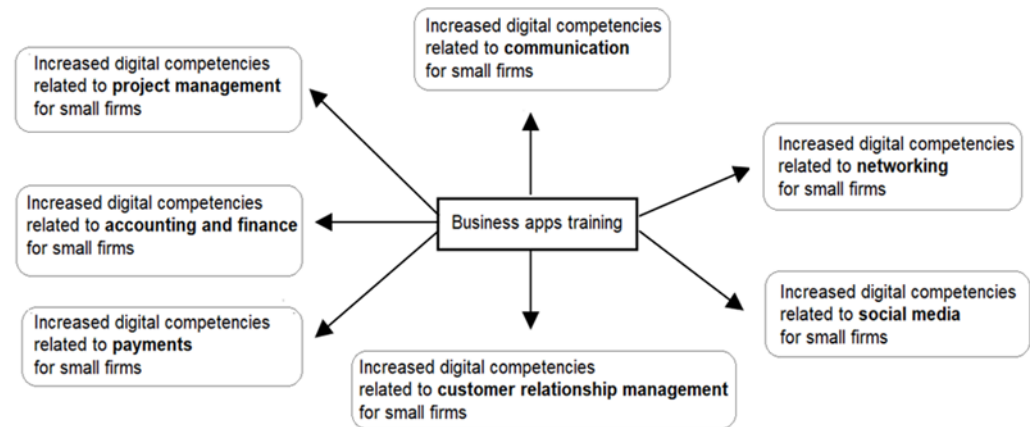 Increased digital competencies
related to communication
for small firms
Increased digital competencies
related to project management
for small firms
Increased digital competencies
related to networking
for small firms
Increased digital competencies
related to accounting and finance
for small firms
Business apps training
Increased digital competencies
related to social media
for small firms
Increased digital competencies
related to payments
for small firms
Increased digital competencies
related to customer relationship management
for small firms